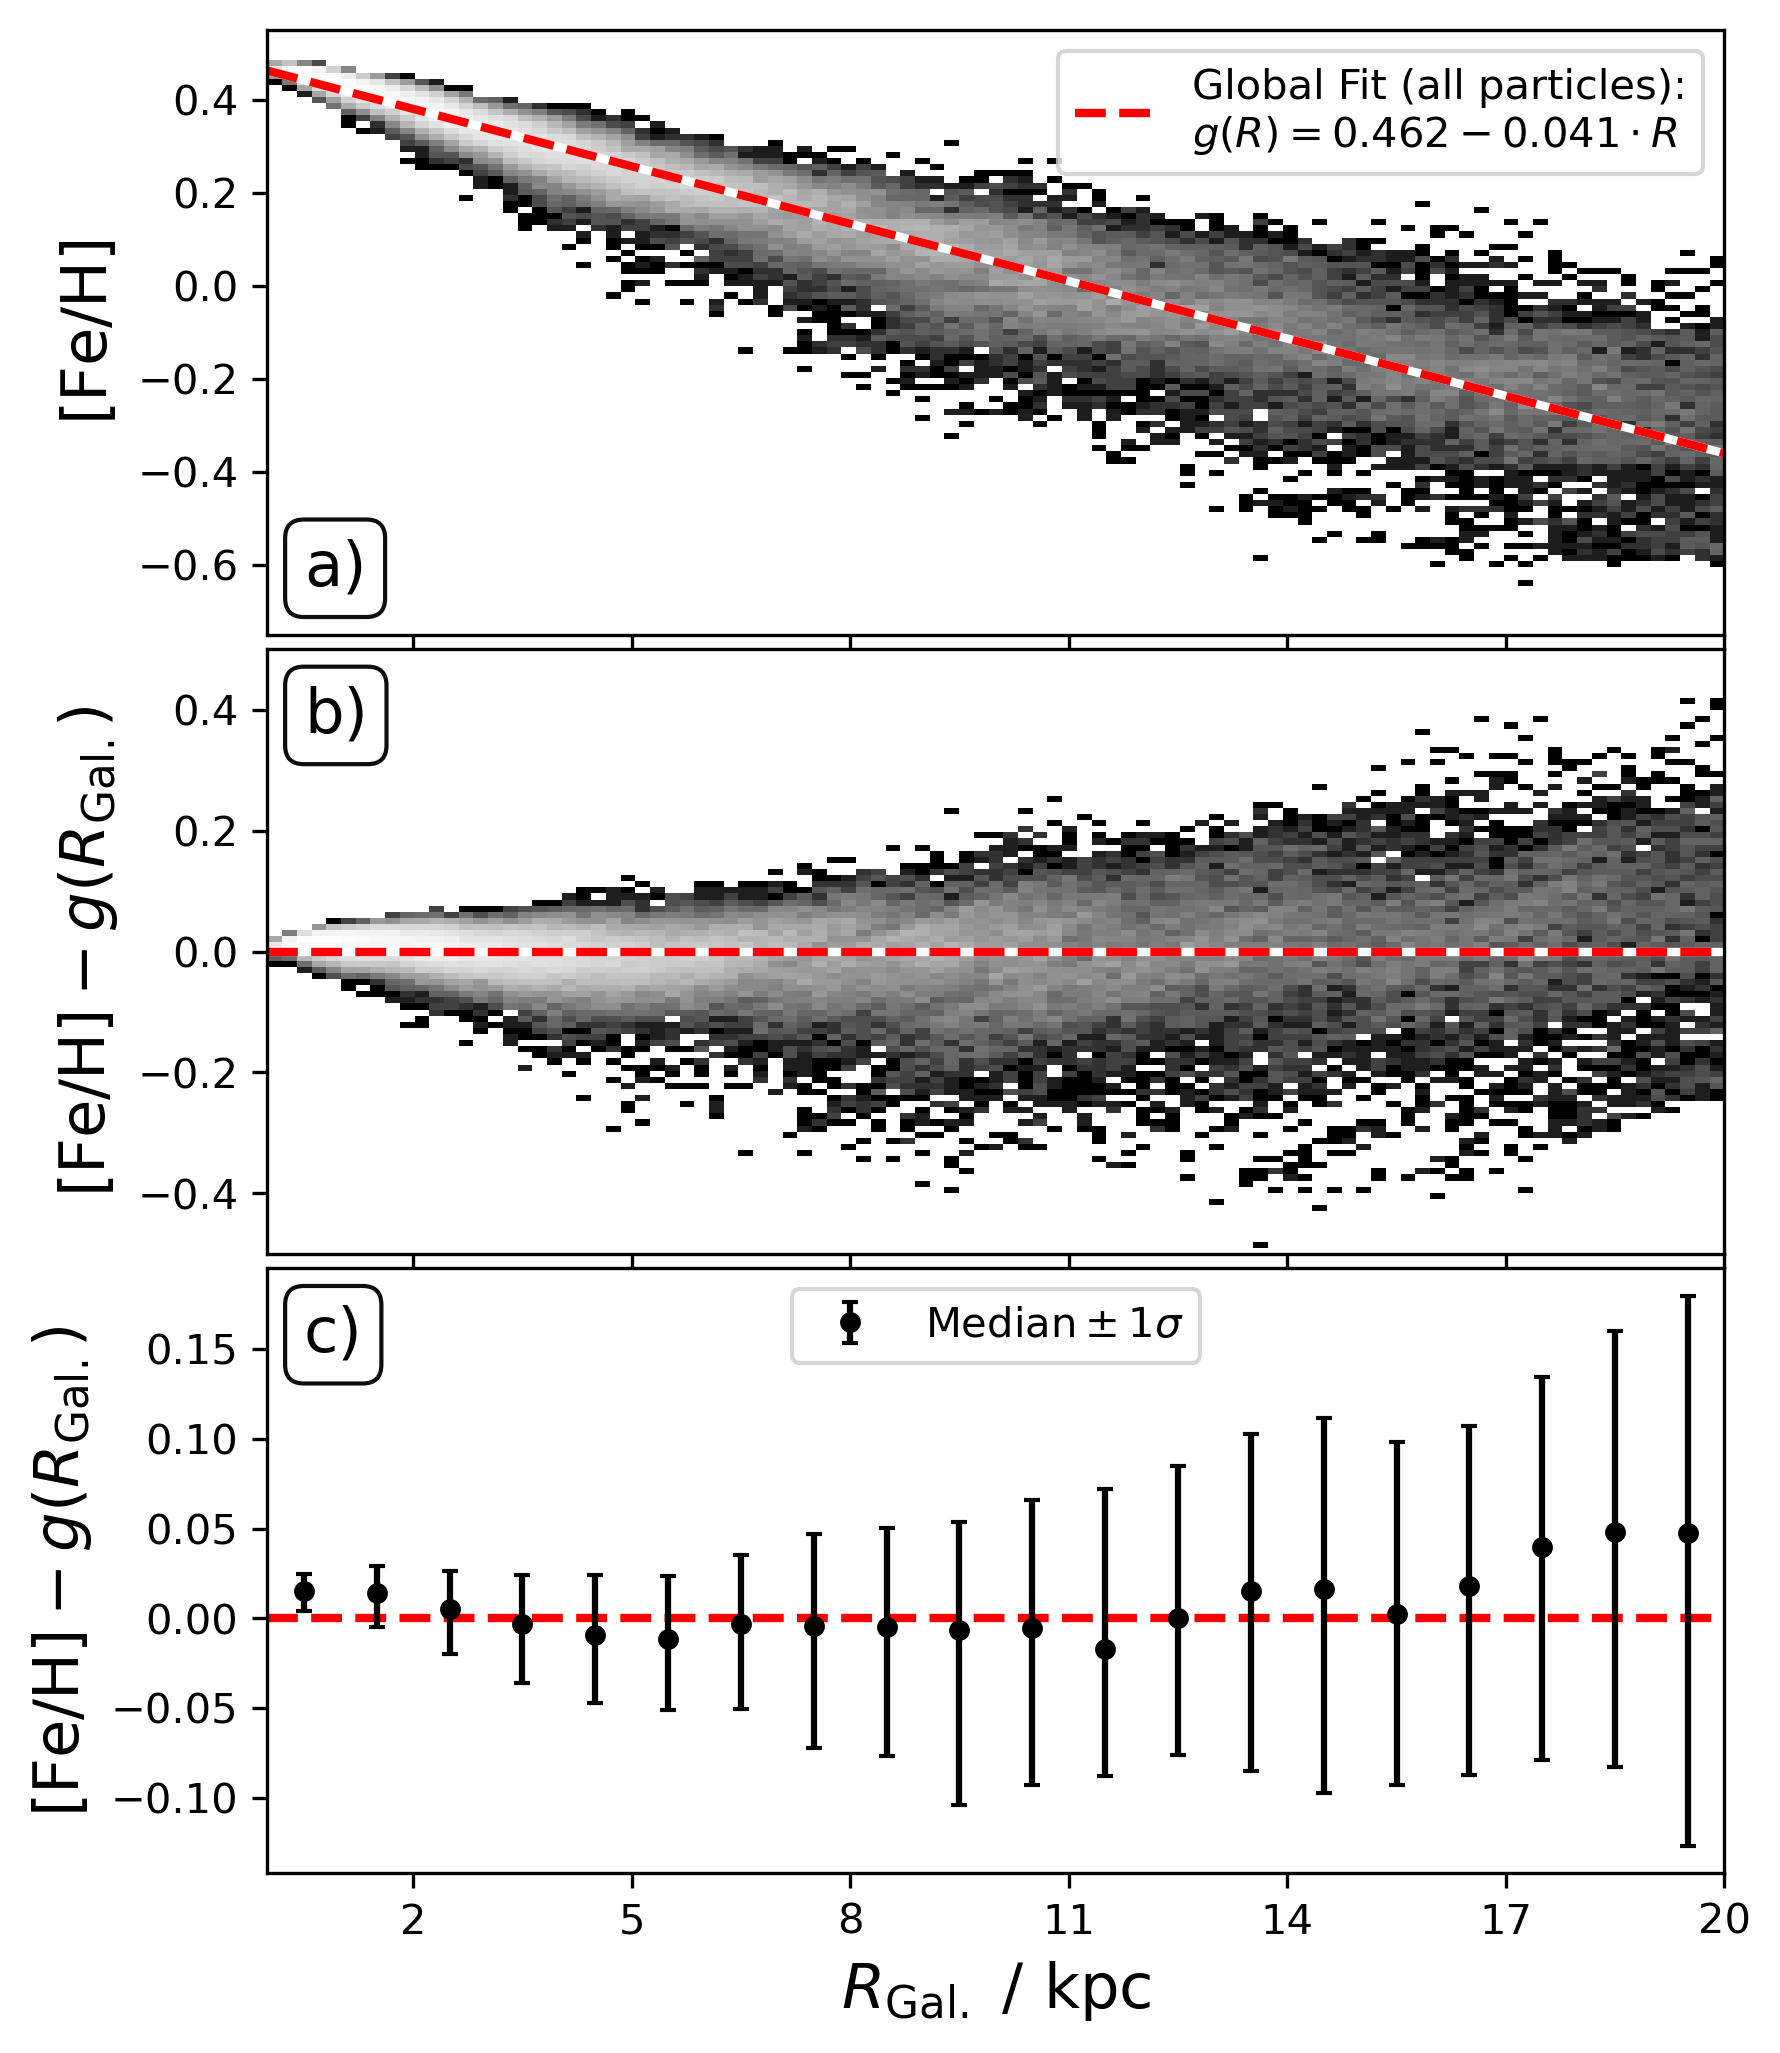 Global Fit (all particles):
g(R) = 0.462 − 0.041 · R
[Fe/H]
0.4
0.2
0.0
−0.2
−0.4
−0.6
a)
b)
[Fe/H] − g(R_Gal.)
0.4
0.2
0.0
−0.2
−0.4
c)
Median ± 1σ
[Fe/H] − g(R_Gal.)
0.15
0.10
0.05
0.00
−0.05
−0.10
2 5 8 11 14 17 20
R_Gal. / kpc